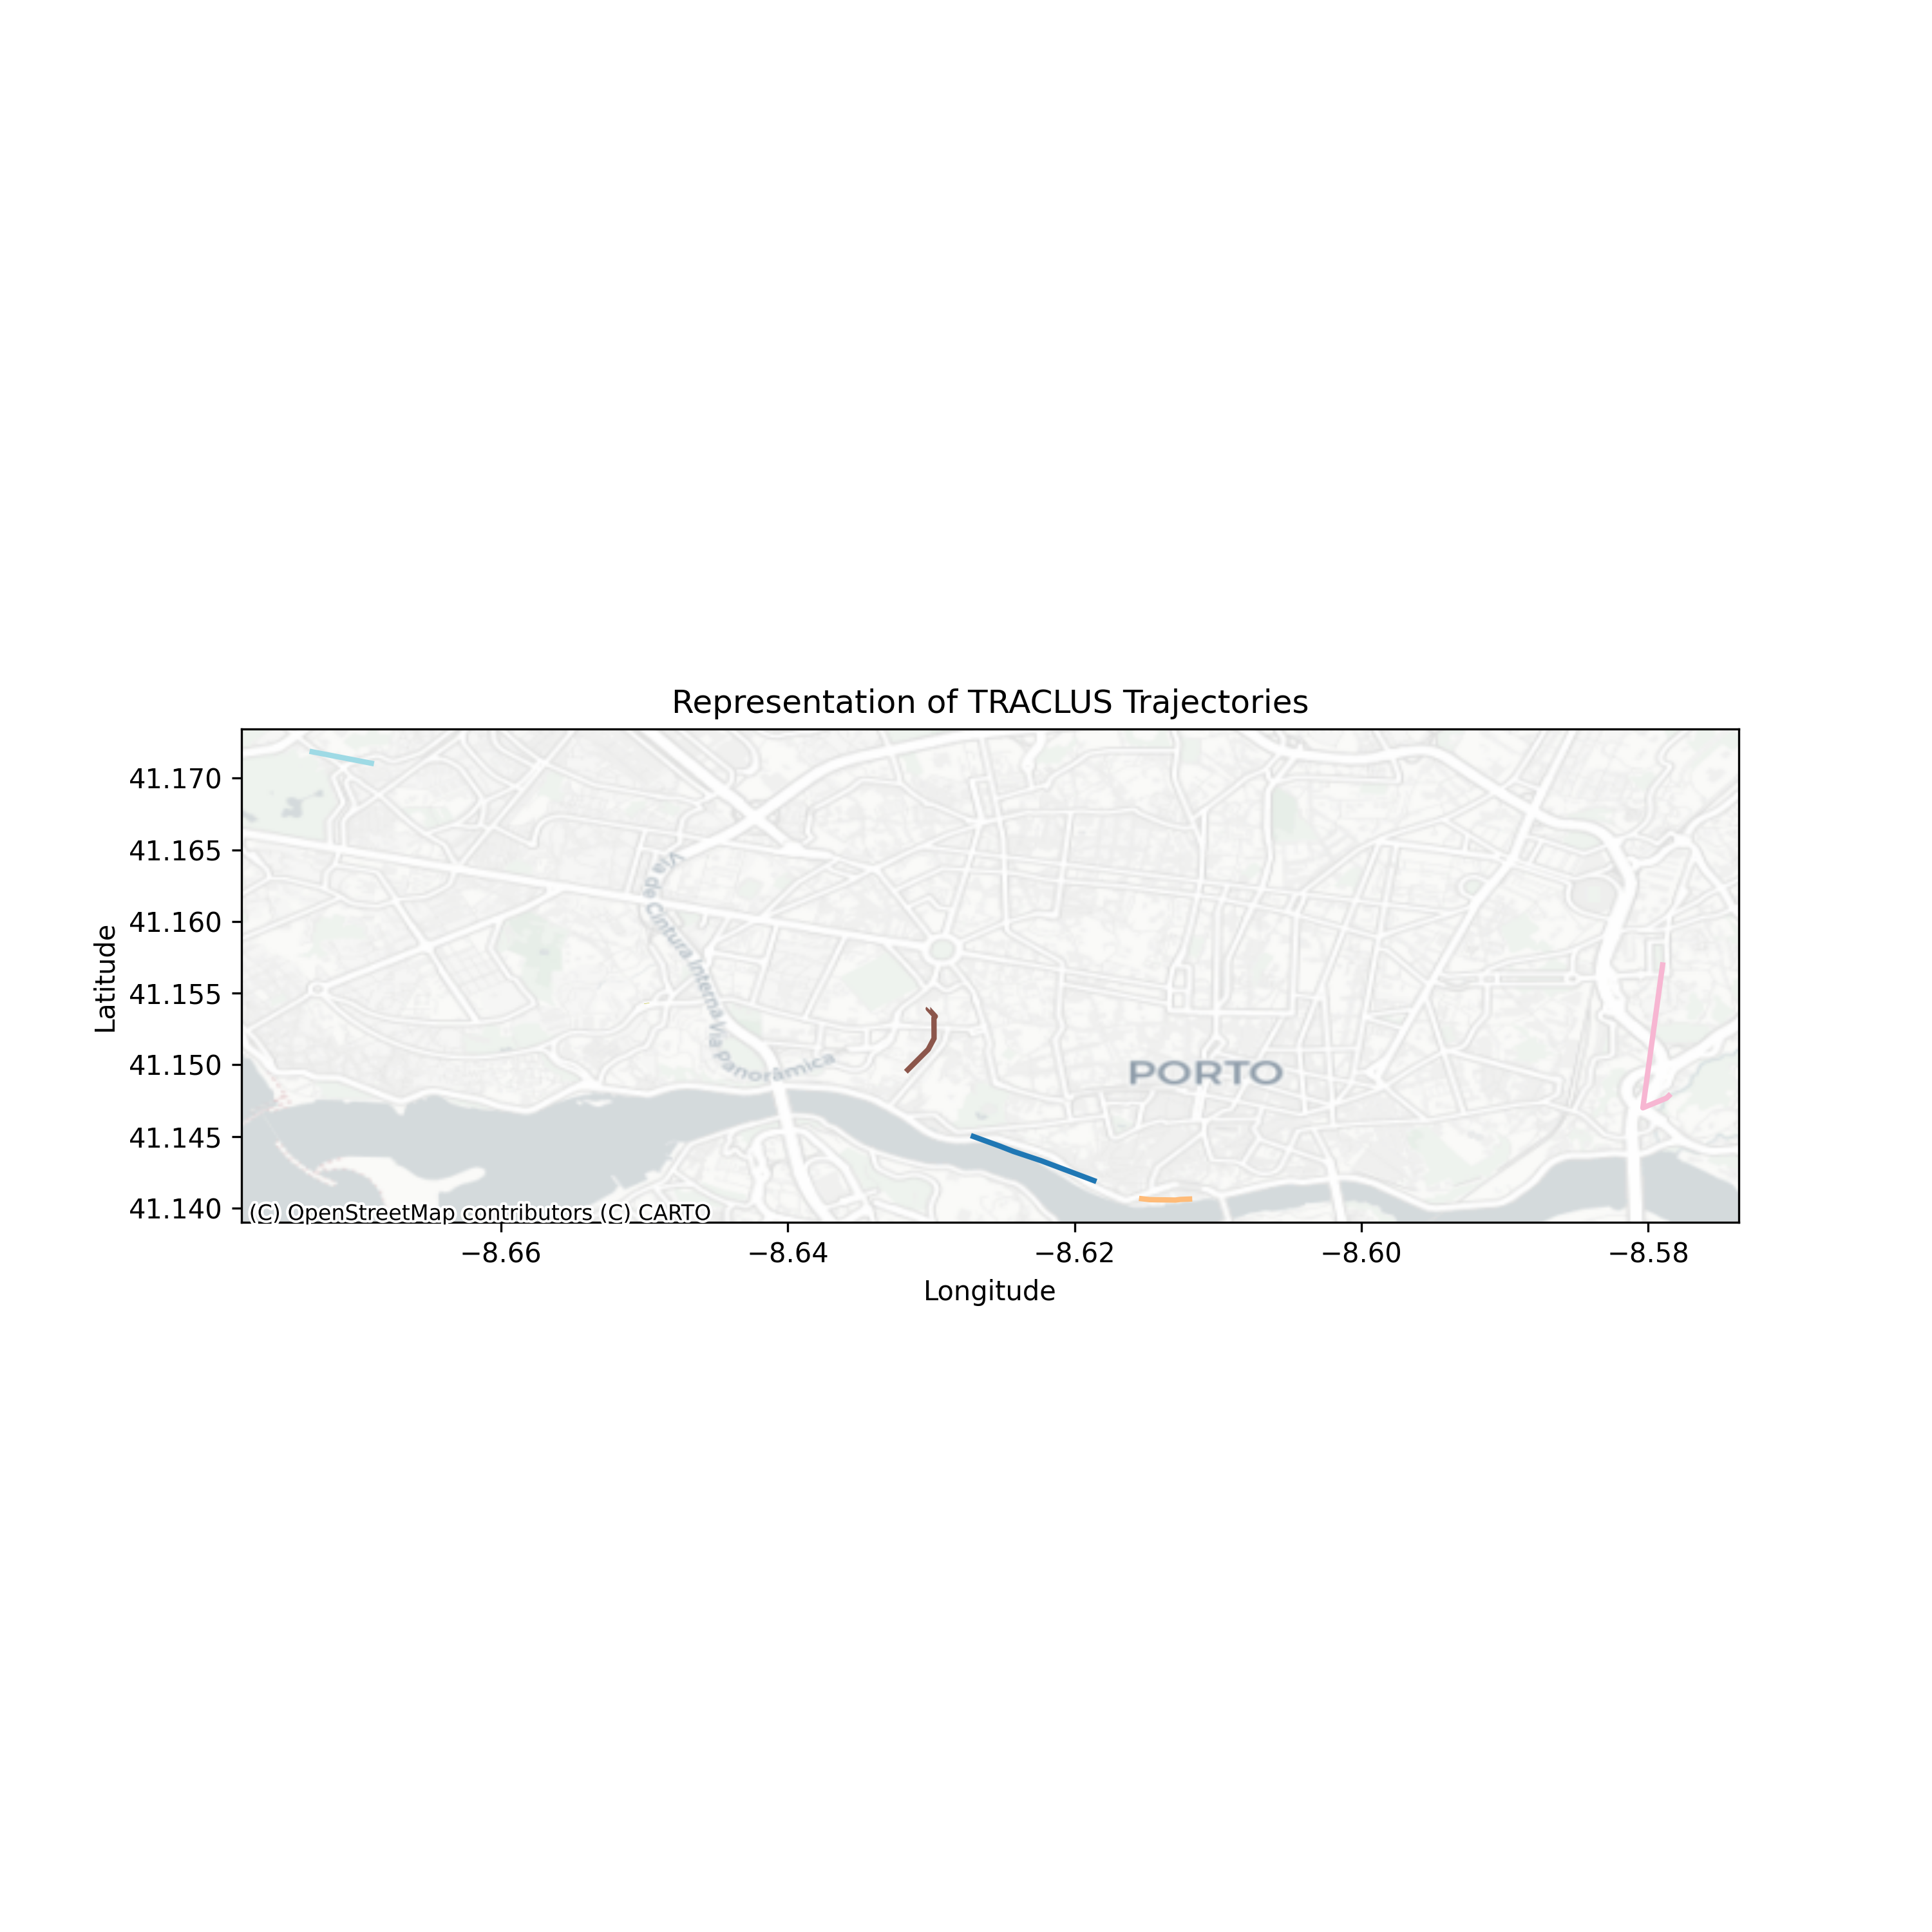 Representation of TRACLUS Trajectories
Latitude
41.170
41.165
41.160
41.155
41.150
41.145
41.140
Via de Cintura Interna
Via Panorâmica
PORTO
(C) OpenStreetMap contributors (C) CARTO
−8.66
−8.64
−8.62
−8.60
−8.58
Longitude